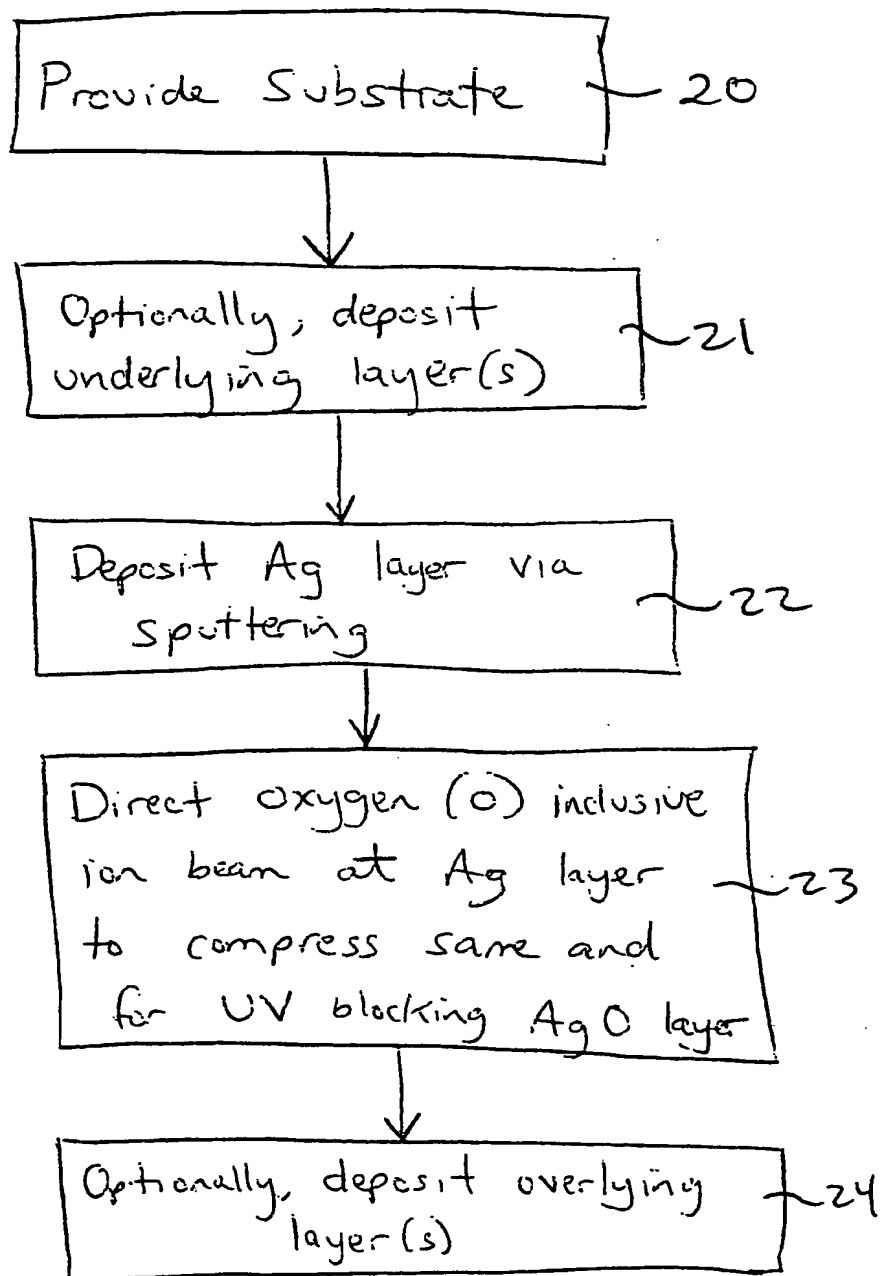 Provide Substrate
20
Optionally, deposit
underlying layer(s)
21
Deposit Ag layer via
sputtering
22
Direct oxygen (O) inclusive
ion beam at Ag layer
to compress same and
for UV blocking AgO layer
23
Optionally, deposit overlying
layer(s)
24